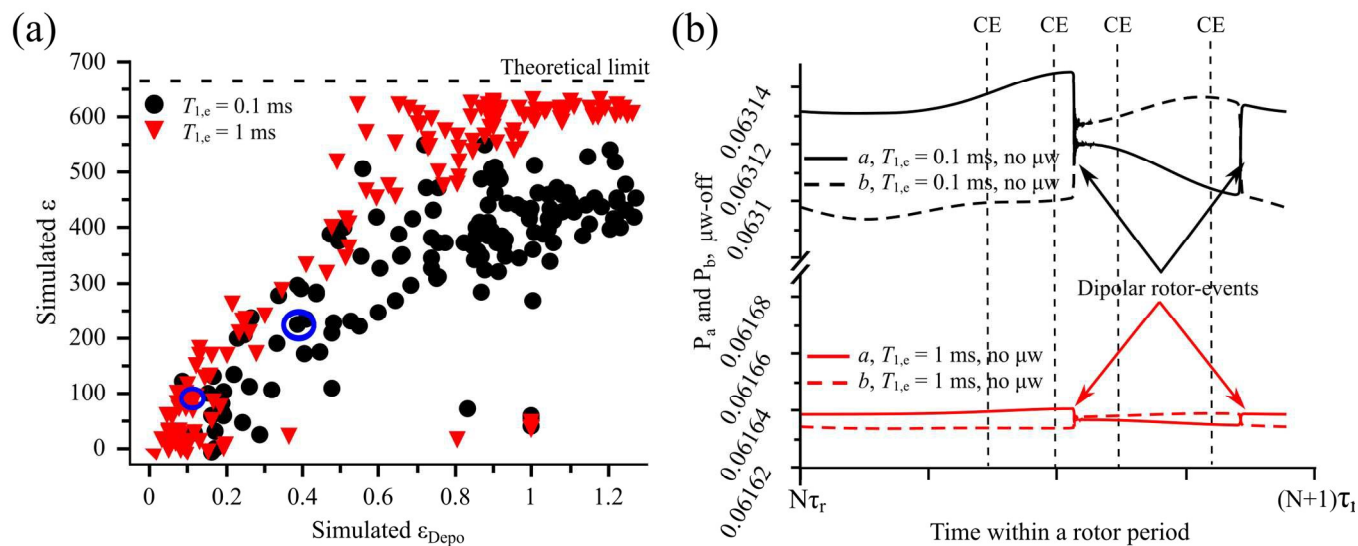 (a)
700
600
500
400
300
200
100
0
Simulated ε
Theoretical limit
T1,e = 0.1 ms
T1,e = 1 ms
0 0.2 0.4 0.6 0.8 1 1.2
Simulated εDepo
(b)
CE CE CE CE
0.06314
0.06312
0.0631
0.06168
0.06166
0.06164
0.06162
Pa and Pb, μw-off
a, T1,e = 0.1 ms, no μw
b, T1,e = 0.1 ms, no μw
Dipolar rotor-events
a, T1,e = 1 ms, no μw
b, T1,e = 1 ms, no μw
Nτr (N+1)τr
Time within a rotor period